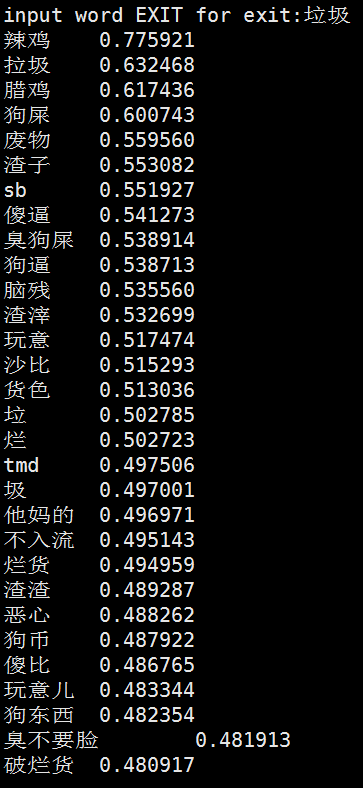 input word EXIT for exit:垃圾
辣鸡 0.775921
拉圾 0.632468
腊鸡 0.617436
狗屎 0.600743
废物 0.559560
渣子 0.553082
sb 0.551927
傻逼 0.541273
臭狗屎 0.538914
狗逼 0.538713
脑残 0.535560
渣滓 0.532699
玩意 0.517474
沙比 0.515293
货色 0.513036
垃 0.502785
烂 0.502723
tmd 0.497506
圾 0.497001
他妈的 0.496971
不入流 0.495143
烂货 0.494959
渣渣 0.489287
恶心 0.488262
狗币 0.487922
傻比 0.486765
玩意儿 0.483344
狗东西 0.482354
臭不要脸 0.481913
破烂货 0.480917